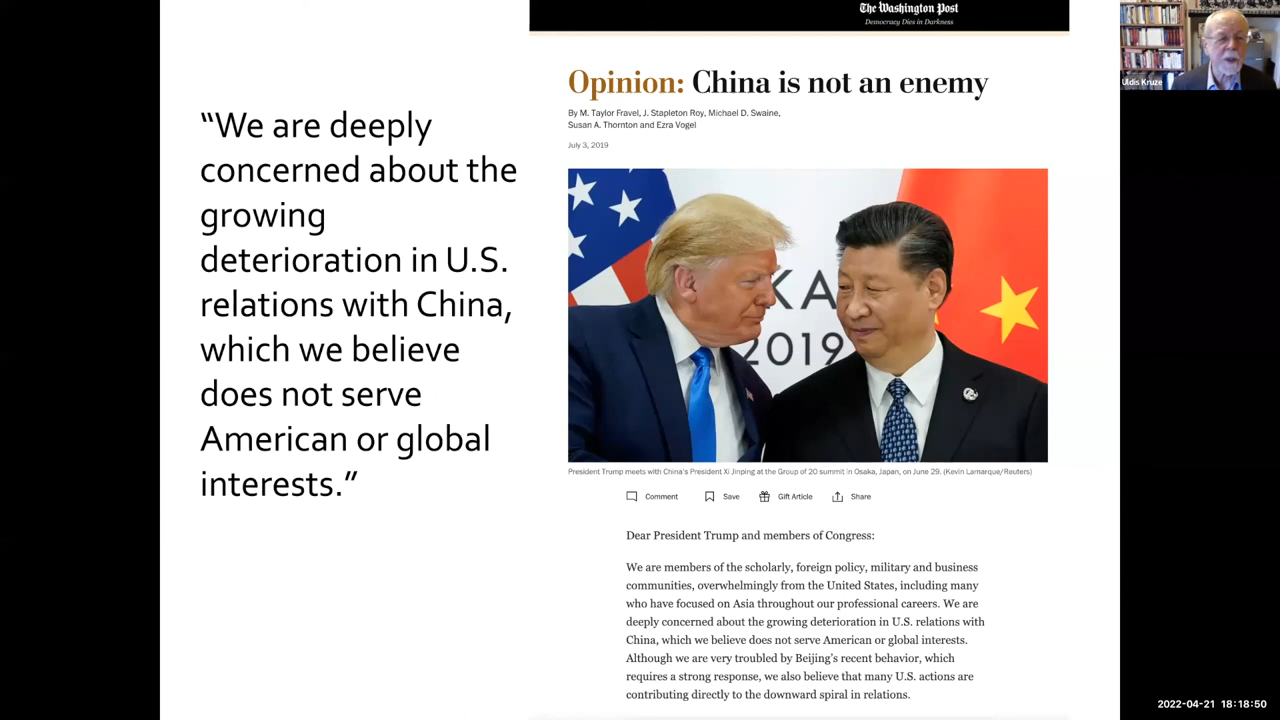 The Washington Post
Democracy Dies in Darkness
Uldis Kruze
“We are deeply
concerned about the
growing
deterioration in U.S.
relations with China,
which we believe
does not serve
American or global
interests.”
Opinion: China is not an enemy
By M. Taylor Fravel, J. Stapleton Roy, Michael D. Swaine,
Susan A. Thornton and Ezra Vogel
July 3, 2019
KA
2019
President Trump meets with China's President Xi Jinping at the Group of 20 summit in Osaka, Japan, on June 29. (Kevin Lamarque/Reuters)
Comment Save Gift Article Share
Dear President Trump and members of Congress:
We are members of the scholarly, foreign policy, military and business
communities, overwhelmingly from the United States, including many
who have focused on Asia throughout our professional careers. We are
deeply concerned about the growing deterioration in U.S. relations with
China, which we believe does not serve American or global interests.
Although we are very troubled by Beijing’s recent behavior, which
requires a strong response, we also believe that many U.S. actions are
contributing directly to the downward spiral in relations.
2022-04-21 18:18:50